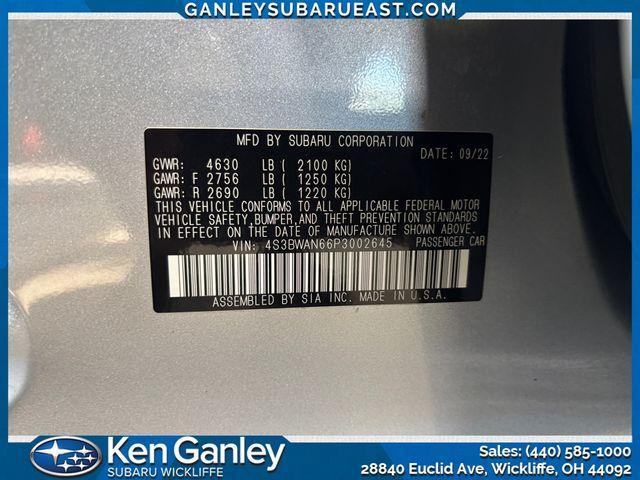 GANLEYSUBARUEAST.COM
MFD BY SUBARU CORPORATION
DATE: 09/22
GVWR: 4630 LB ( 2100 KG)
GAWR: F 2756 LB ( 1250 KG)
GAWR: R 2690 LB ( 1220 KG)
THIS VEHICLE CONFORMS TO ALL APPLICABLE FEDERAL MOTOR
VEHICLE SAFETY,BUMPER,AND THEFT PREVENTION STANDARDS
IN EFFECT ON THE DATE OF MANUFACTURE SHOWN ABOVE.
VIN: 4S3BWAN66P3002645 PASSENGER CAR
ASSEMBLED BY SIA INC. MADE IN U.S.A.
Ken Ganley
SUBARU WICKLIFFE
Sales: (440) 585-1000
28840 Euclid Ave, Wickliffe, OH 44092